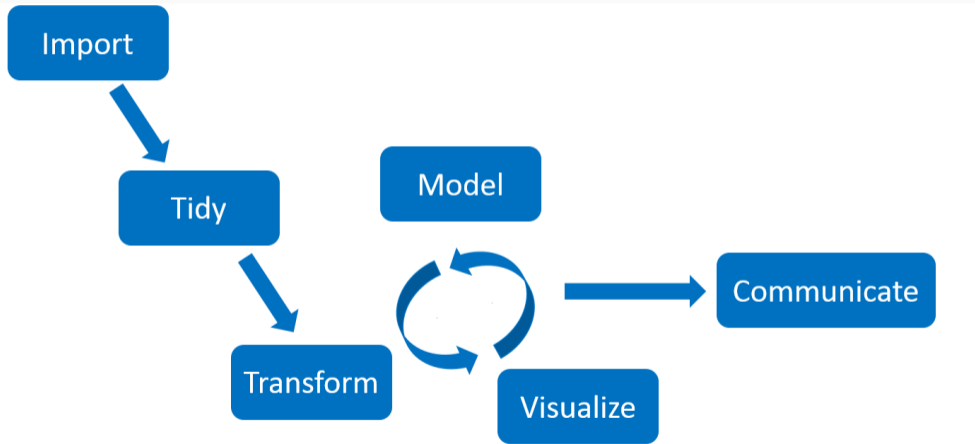 Import
Tidy
Model
Transform
Visualize
Communicate